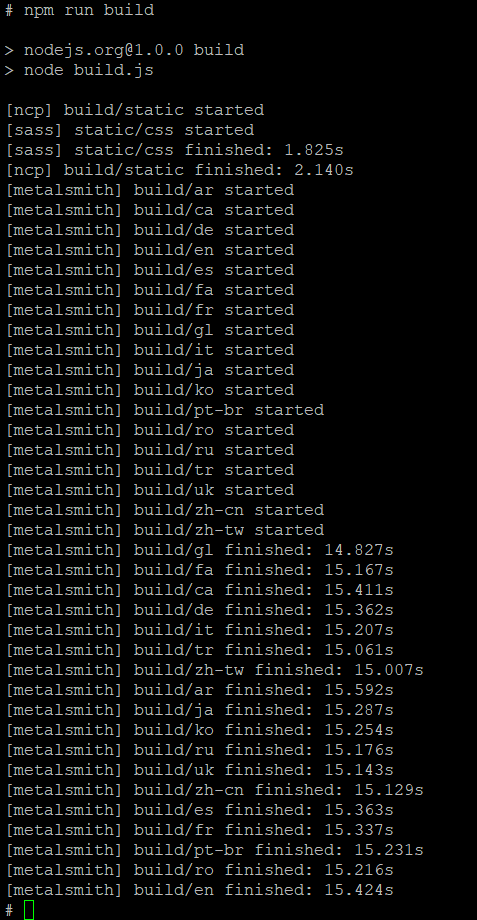 # npm run build
> nodejs.org@1.0.0 build
> node build.js
[ncp] build/static started
[sass] static/css started
[sass] static/css finished: 1.825s
[ncp] build/static finished: 2.140s
[metalsmith] build/ar started
[metalsmith] build/ca started
[metalsmith] build/de started
[metalsmith] build/en started
[metalsmith] build/es started
[metalsmith] build/fa started
[metalsmith] build/fr started
[metalsmith] build/gl started
[metalsmith] build/it started
[metalsmith] build/ja started
[metalsmith] build/ko started
[metalsmith] build/pt-br started
[metalsmith] build/ro started
[metalsmith] build/ru started
[metalsmith] build/tr started
[metalsmith] build/uk started
[metalsmith] build/zh-cn started
[metalsmith] build/zh-tw started
[metalsmith] build/gl finished: 14.827s
[metalsmith] build/fa finished: 15.167s
[metalsmith] build/ca finished: 15.411s
[metalsmith] build/de finished: 15.362s
[metalsmith] build/it finished: 15.207s
[metalsmith] build/tr finished: 15.061s
[metalsmith] build/zh-tw finished: 15.007s
[metalsmith] build/ar finished: 15.592s
[metalsmith] build/ja finished: 15.287s
[metalsmith] build/ko finished: 15.254s
[metalsmith] build/ru finished: 15.176s
[metalsmith] build/uk finished: 15.143s
[metalsmith] build/zh-cn finished: 15.129s
[metalsmith] build/es finished: 15.363s
[metalsmith] build/fr finished: 15.337s
[metalsmith] build/pt-br finished: 15.231s
[metalsmith] build/ro finished: 15.216s
[metalsmith] build/en finished: 15.424s
#